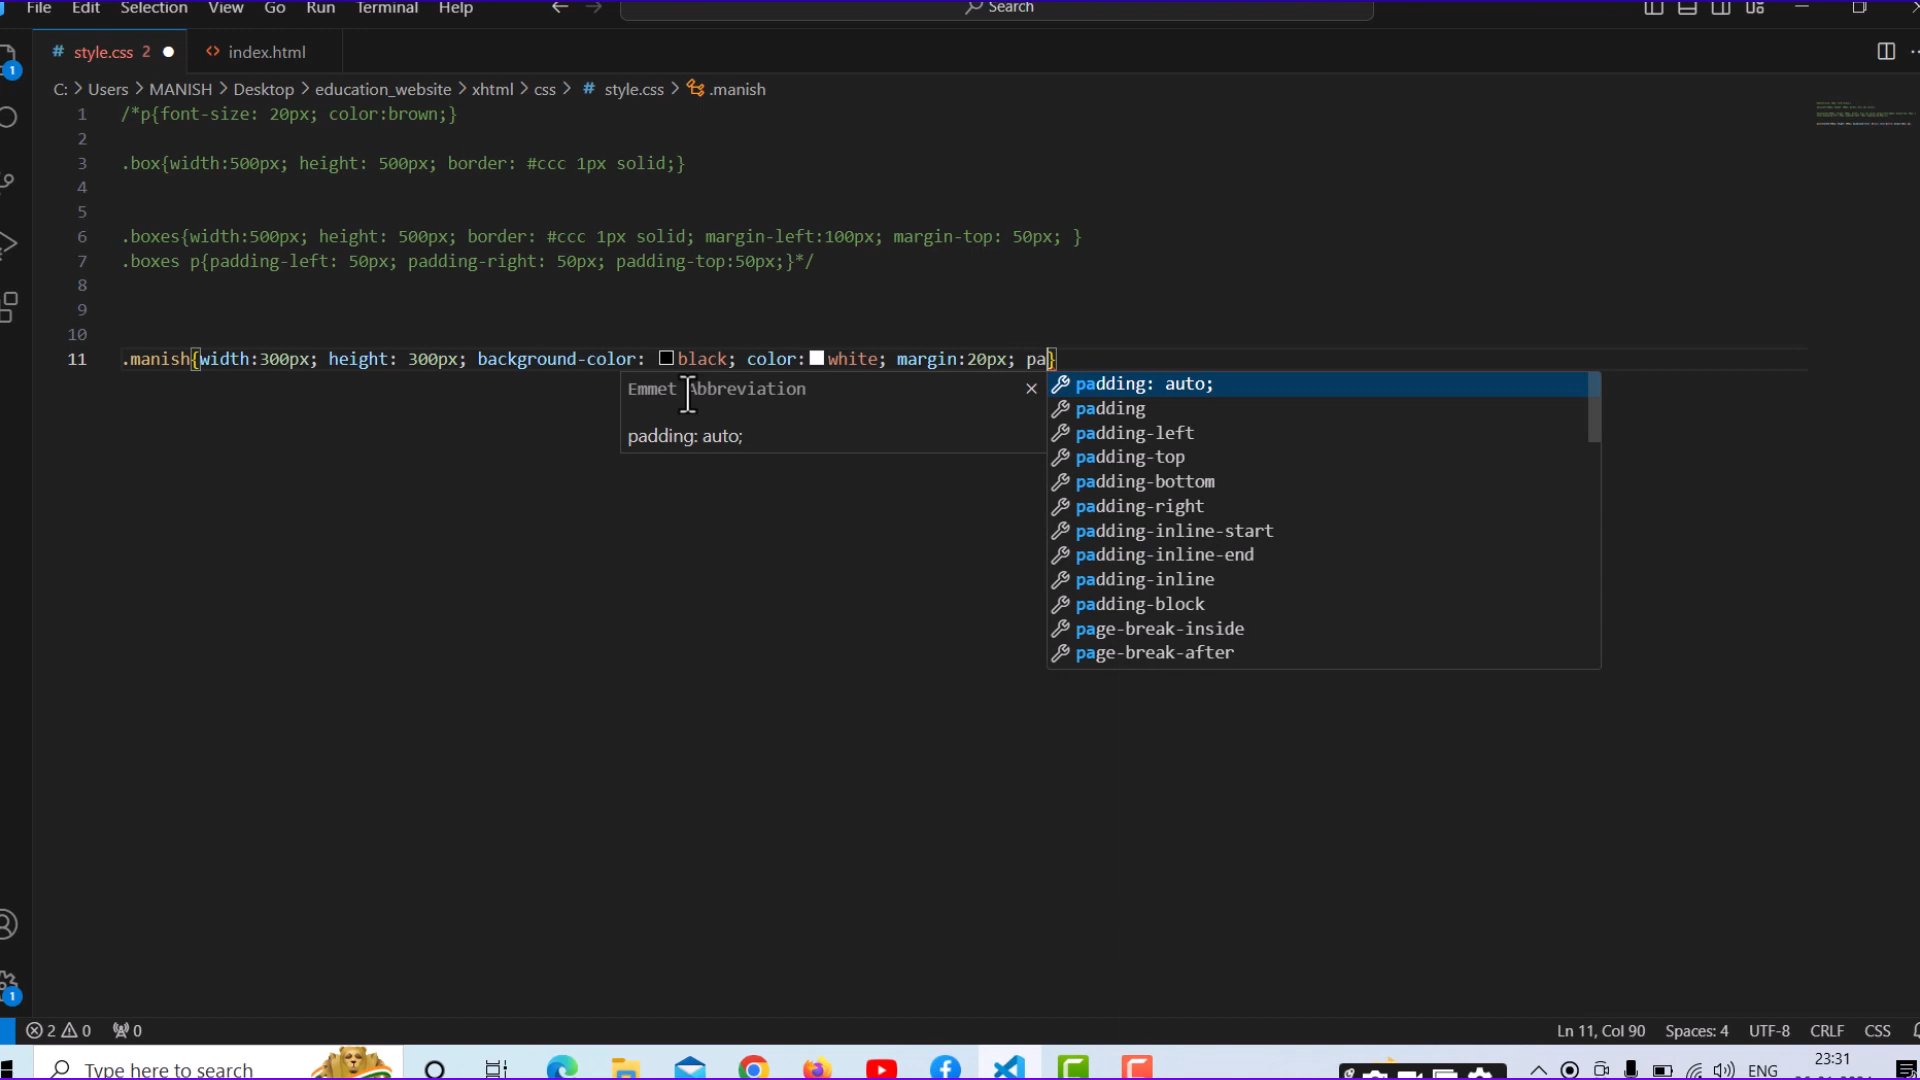 File Edit Selection View Go Run Terminal Help
Search
# style.css 2 index.html
C: > Users > MANISH > Desktop > education_website > xhtml > css > # style.css > .manish
1 /*p{font-size: 20px; color:brown;}
2
3 .box{width:500px; height: 500px; border: #ccc 1px solid;}
4
5
6 .boxes{width:500px; height: 500px; border: #ccc 1px solid; margin-left:100px; margin-top: 50px; }
7 .boxes p{padding-left: 50px; padding-right: 50px; padding-top:50px;}*/
8
9
10
11 .manish{width:300px; height: 300px; background-color: black; color:white; margin:20px; pa}
Emmet Abbreviation
padding: auto;
padding: auto;
padding
padding-left
padding-top
padding-bottom
padding-right
padding-inline-start
padding-inline-end
padding-inline
padding-block
page-break-inside
page-break-after
1
1
2 0 0
Ln 11, Col 90 Spaces: 4 UTF-8 CRLF CSS
Type here to search
ENG
23:31